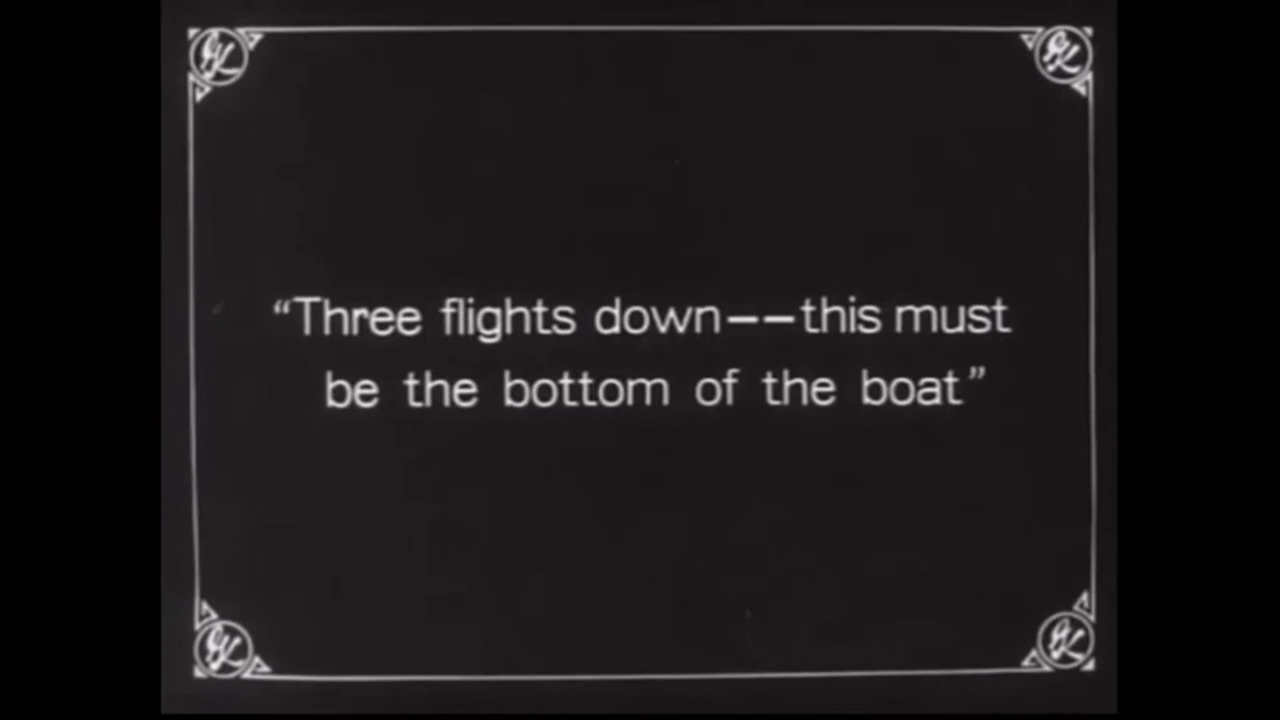 “Three flights down--this must
be the bottom of the boat”